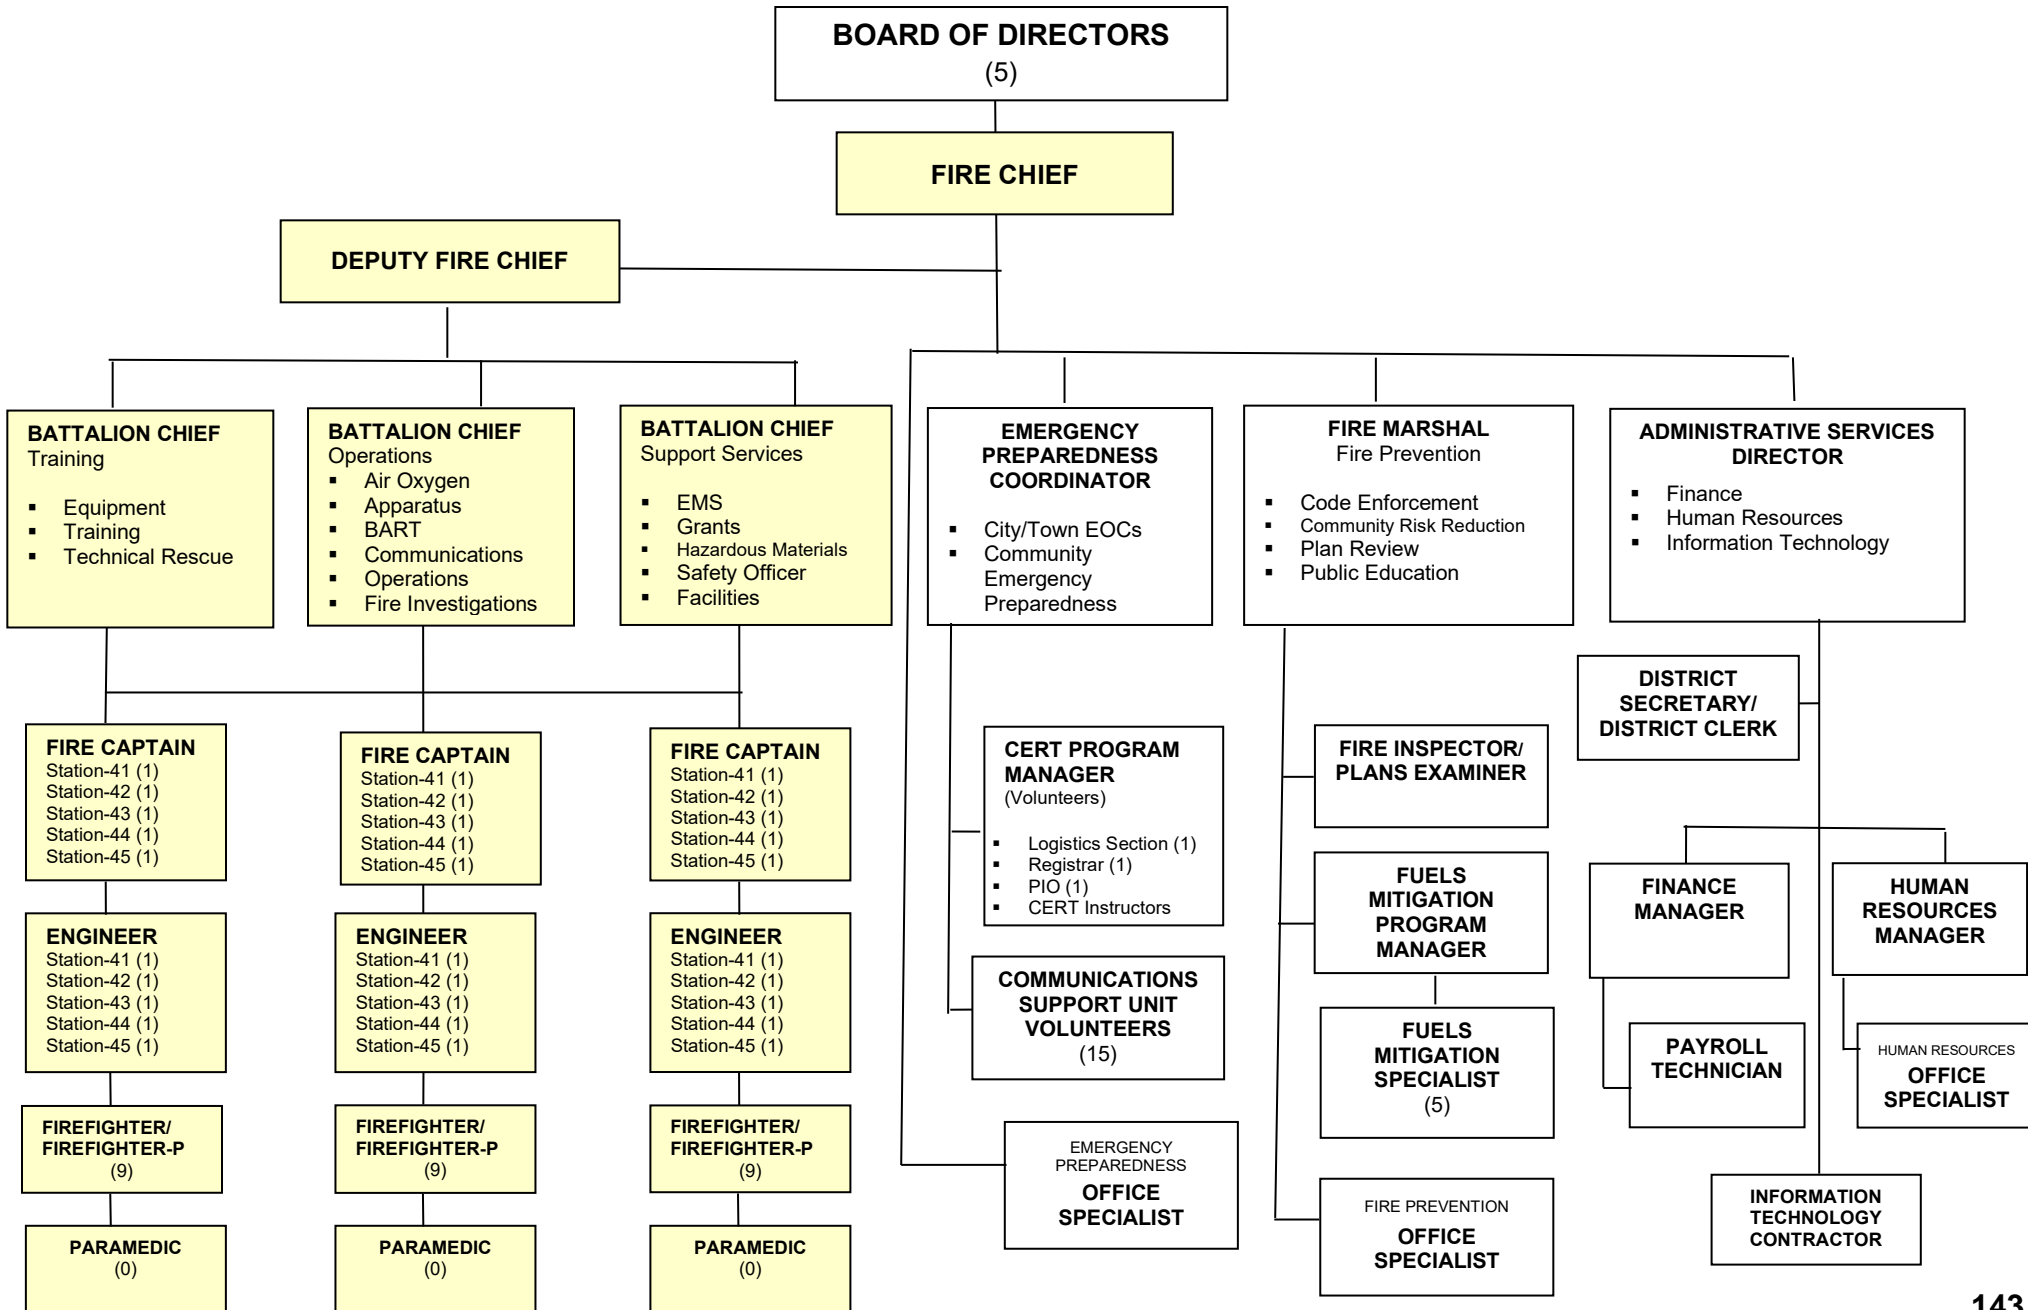 BOARD OF DIRECTORS
(5)
FIRE CHIEF
DEPUTY FIRE CHIEF
BATTALION CHIEF
Training
▪ Equipment
▪ Training
▪ Technical Rescue
BATTALION CHIEF
Operations
▪ Air Oxygen
▪ Apparatus
▪ BART
▪ Communications
▪ Operations
▪ Fire Investigations
BATTALION CHIEF
Support Services
▪ EMS
▪ Grants
▪ Hazardous Materials
▪ Safety Officer
▪ Facilities
EMERGENCY
PREPAREDNESS
COORDINATOR
▪ City/Town EOCs
▪ Community
Emergency
Preparedness
FIRE MARSHAL
Fire Prevention
▪ Code Enforcement
▪ Community Risk Reduction
▪ Plan Review
▪ Public Education
ADMINISTRATIVE SERVICES
DIRECTOR
▪ Finance
▪ Human Resources
▪ Information Technology
DISTRICT
SECRETARY/
DISTRICT CLERK
FIRE CAPTAIN
Station-41 (1)
Station-42 (1)
Station-43 (1)
Station-44 (1)
Station-45 (1)
FIRE CAPTAIN
Station-41 (1)
Station-42 (1)
Station-43 (1)
Station-44 (1)
Station-45 (1)
FIRE CAPTAIN
Station-41 (1)
Station-42 (1)
Station-43 (1)
Station-44 (1)
Station-45 (1)
CERT PROGRAM
MANAGER
(Volunteers)
▪ Logistics Section (1)
▪ Registrar (1)
▪ PIO (1)
▪ CERT Instructors
FIRE INSPECTOR/
PLANS EXAMINER
FUELS
MITIGATION
PROGRAM
MANAGER
FINANCE
MANAGER
HUMAN
RESOURCES
MANAGER
ENGINEER
Station-41 (1)
Station-42 (1)
Station-43 (1)
Station-44 (1)
Station-45 (1)
ENGINEER
Station-41 (1)
Station-42 (1)
Station-43 (1)
Station-44 (1)
Station-45 (1)
ENGINEER
Station-41 (1)
Station-42 (1)
Station-43 (1)
Station-44 (1)
Station-45 (1)
COMMUNICATIONS
SUPPORT UNIT
VOLUNTEERS
(15)
FUELS
MITIGATION
SPECIALIST
(5)
PAYROLL
TECHNICIAN
HUMAN RESOURCES
OFFICE
SPECIALIST
FIREFIGHTER/
FIREFIGHTER-P
(9)
FIREFIGHTER/
FIREFIGHTER-P
(9)
FIREFIGHTER/
FIREFIGHTER-P
(9)
EMERGENCY
PREPAREDNESS
OFFICE
SPECIALIST
FIRE PREVENTION
OFFICE
SPECIALIST
INFORMATION
TECHNOLOGY
CONTRACTOR
PARAMEDIC
(0)
PARAMEDIC
(0)
PARAMEDIC
(0)
143